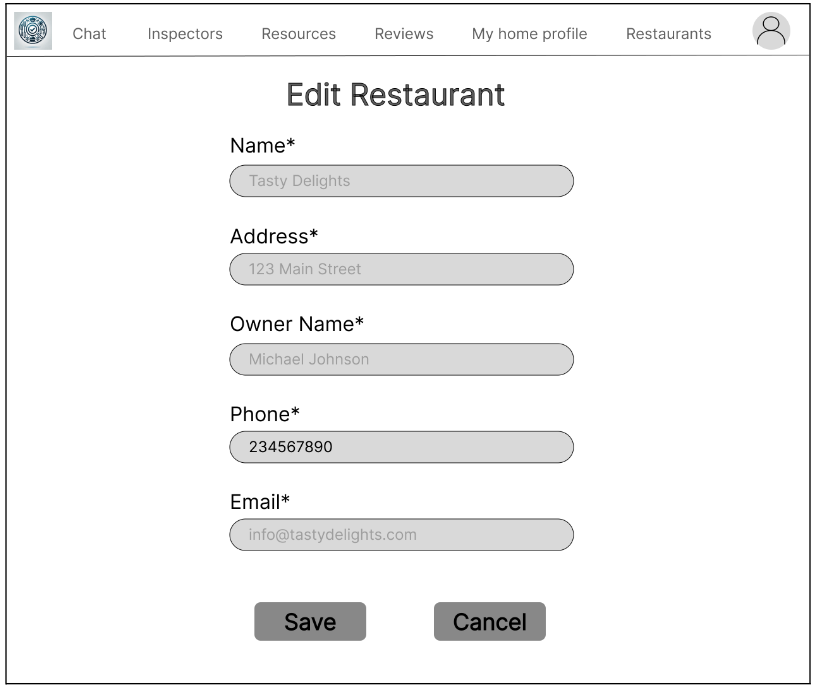 Chat Inspectors Resources Reviews My home profile Restaurants
Edit Restaurant
Name*
Tasty Delights
Address*
123 Main Street
Owner Name*
Michael Johnson
Phone*
234567890
Email*
info@tastydelights.com
Save Cancel